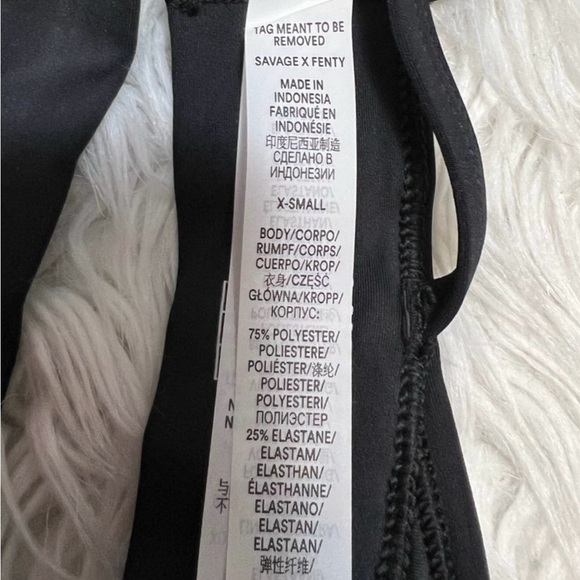 TAG MEANT TO BE
REMOVED
SAVAGE X FENTY
MADE IN
INDONESIA
FABRIQUÉ EN
INDONÉSIE
印度尼西亚制造
СДЕЛАНО В
ИНДОНЕЗИИ
X-SMALL
BODY/CORPO/
RUMPF/CORPS/
CUERPO/KROP/
衣身/CZĘŚĆ
GŁÓWNA/KROPP/
КОРПУС:
75% POLYESTER/
POLIESTERE/
POLIÉSTER/涤纶/
POLIESTER/
POLYESTERI/
ПОЛИЭСТЕР
25% ELASTANE/
ELASTAM/
ELASTHAN/
ÉLASTHANNE/
ELASTANO/
ELASTAN/
ELASTAAN/
弹性纤维/
N
N
与
不